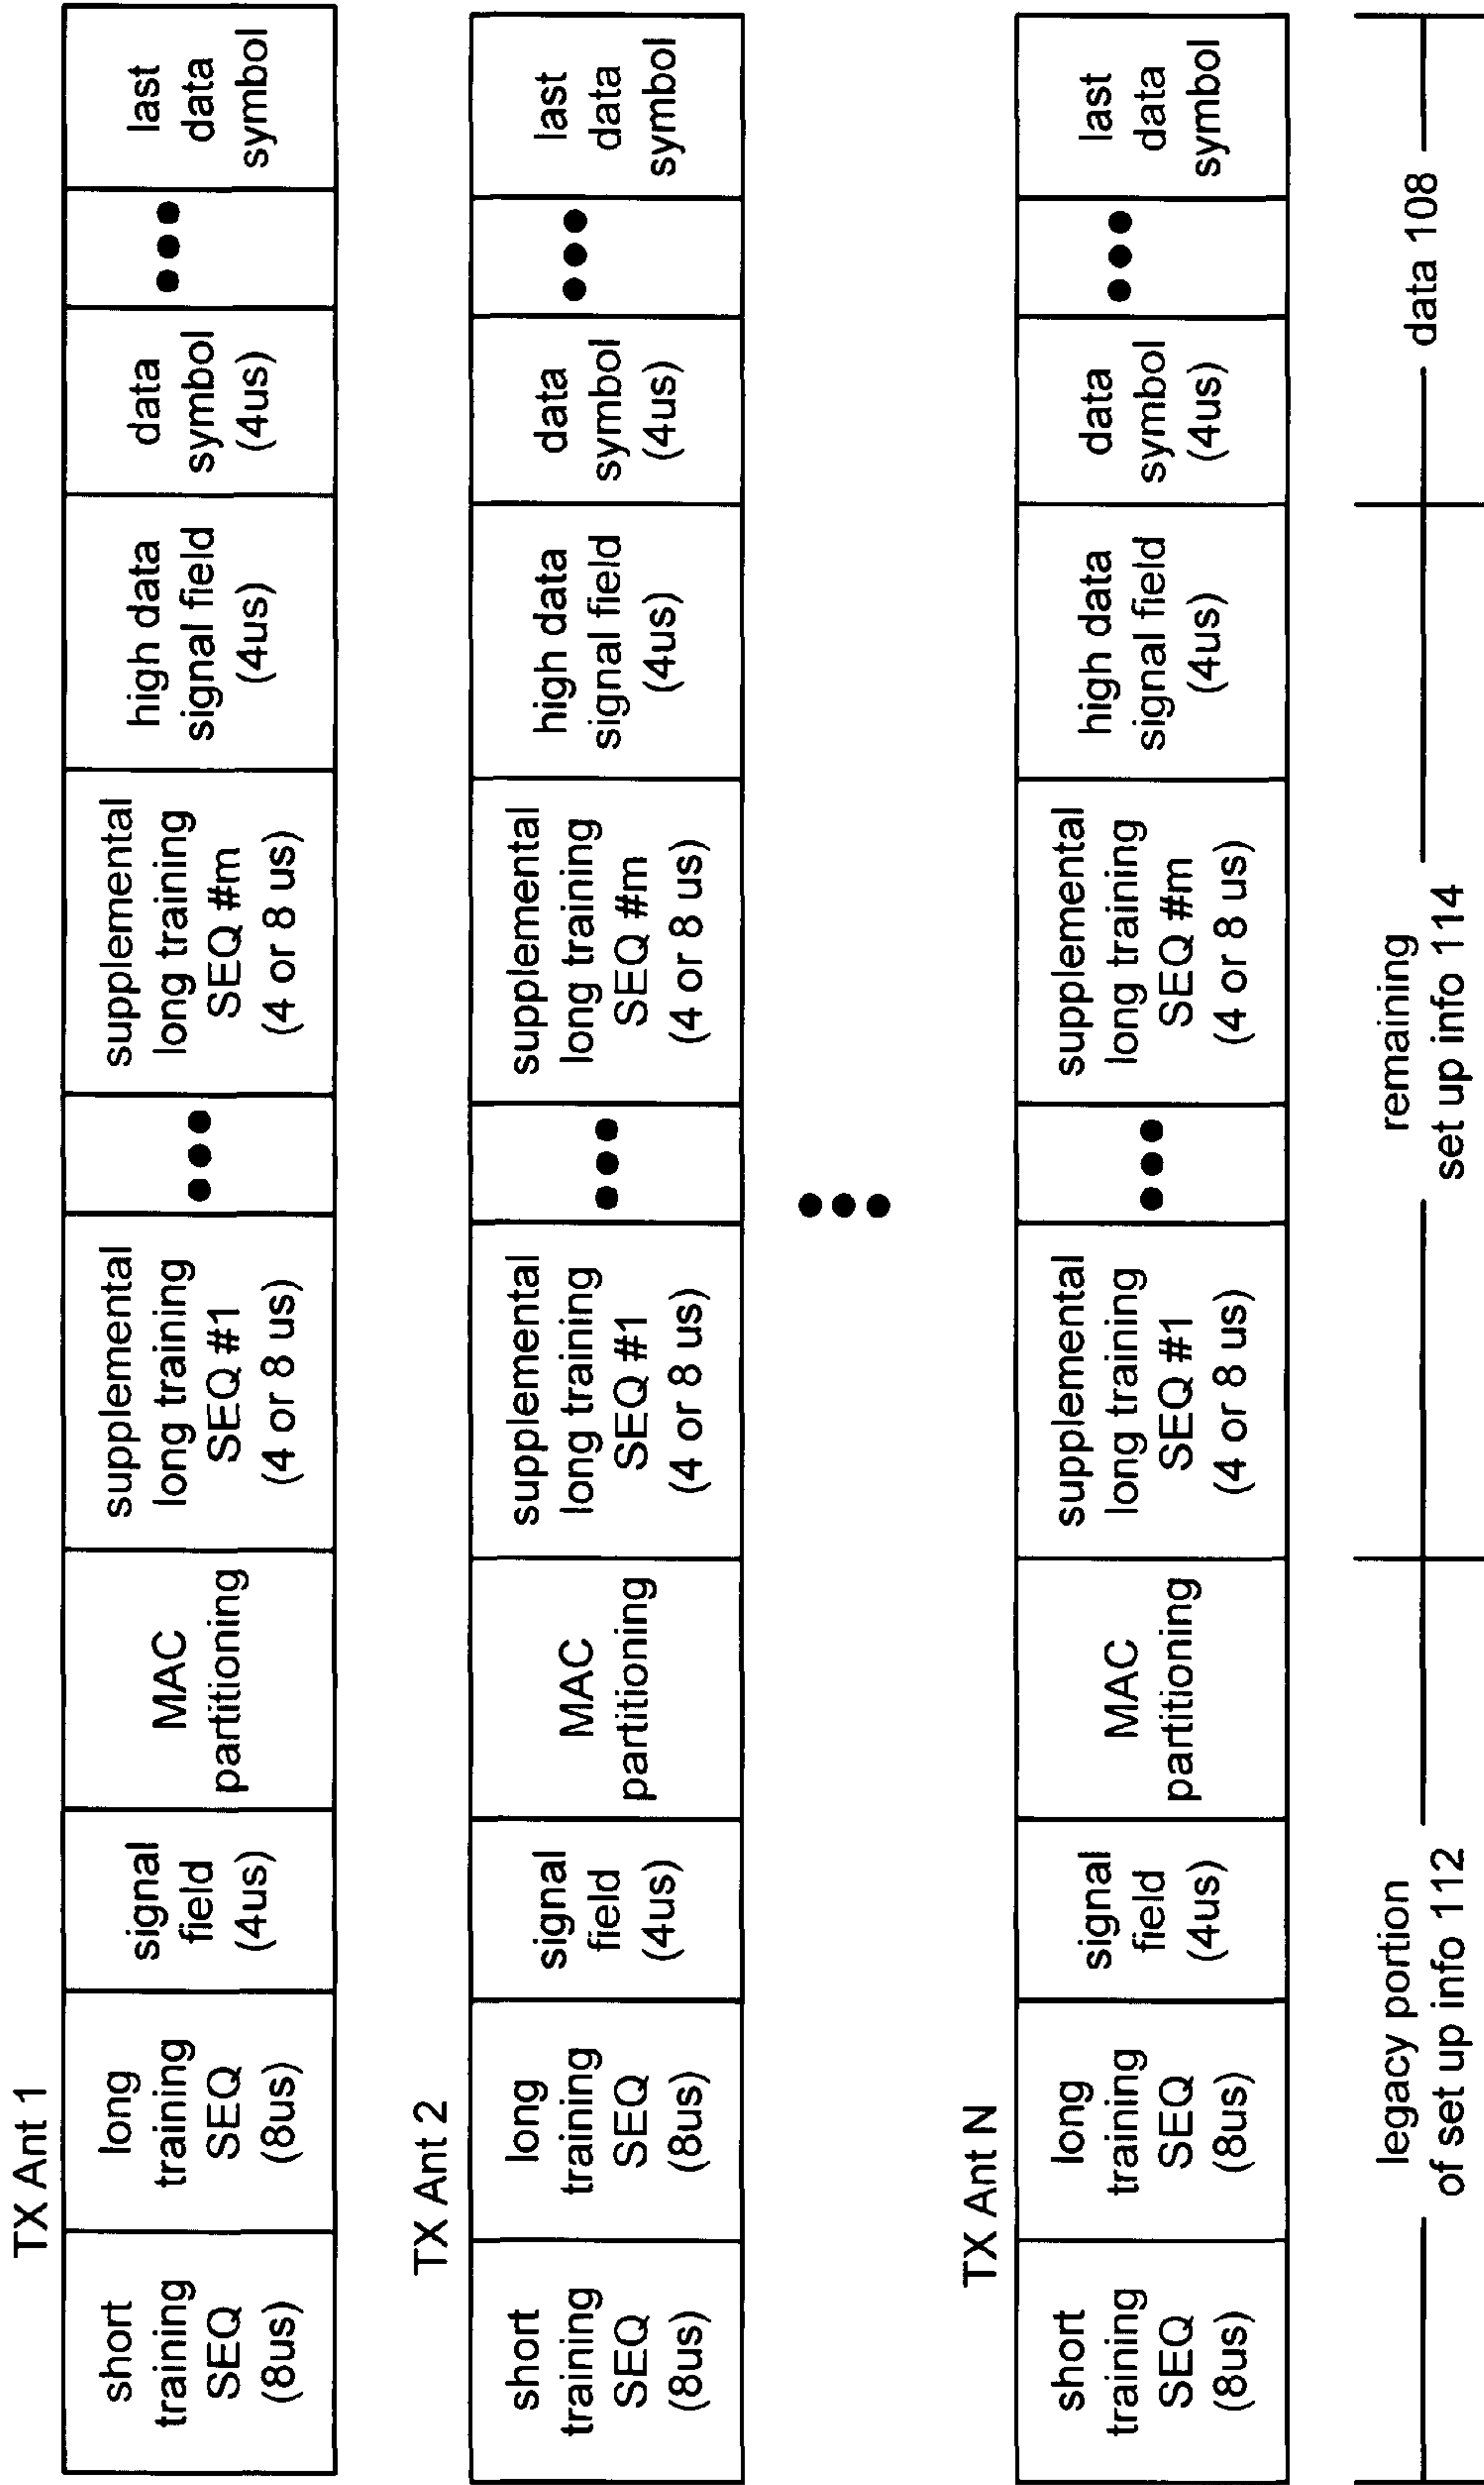 TX Ant 1
short
training
SEQ
(8us)
long
training
SEQ
(8us)
signal
field
(4us)
MAC
partitioning
supplemental
long training
SEQ #1
(4 or 8 us)
•••
supplemental
long training
SEQ #m
(4 or 8 us)
high data
signal field
(4us)
data
symbol
(4us)
•••
last
data
symbol
TX Ant 2
short
training
SEQ
(8us)
long
training
SEQ
(8us)
signal
field
(4us)
MAC
partitioning
supplemental
long training
SEQ #1
(4 or 8 us)
•••
supplemental
long training
SEQ #m
(4 or 8 us)
high data
signal field
(4us)
data
symbol
(4us)
•••
last
data
symbol
•••
TX Ant N
short
training
SEQ
(8us)
long
training
SEQ
(8us)
signal
field
(4us)
MAC
partitioning
supplemental
long training
SEQ #1
(4 or 8 us)
•••
supplemental
long training
SEQ #m
(4 or 8 us)
high data
signal field
(4us)
data
symbol
(4us)
•••
last
data
symbol
legacy portion
of set up info 112
remaining
set up info 114
data 108